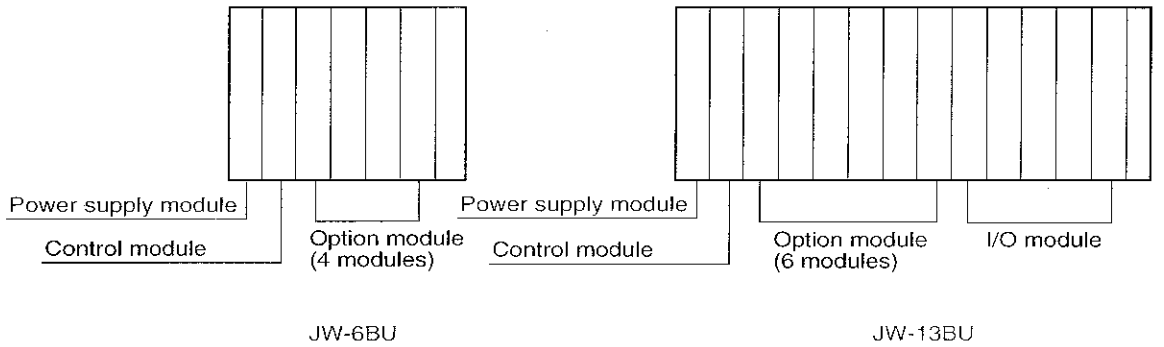 Power supply module
Control module
Option module
(4 modules)
Power supply module
Control module
Option module
(6 modules)
I/O module
JW-6BU
JW-13BU